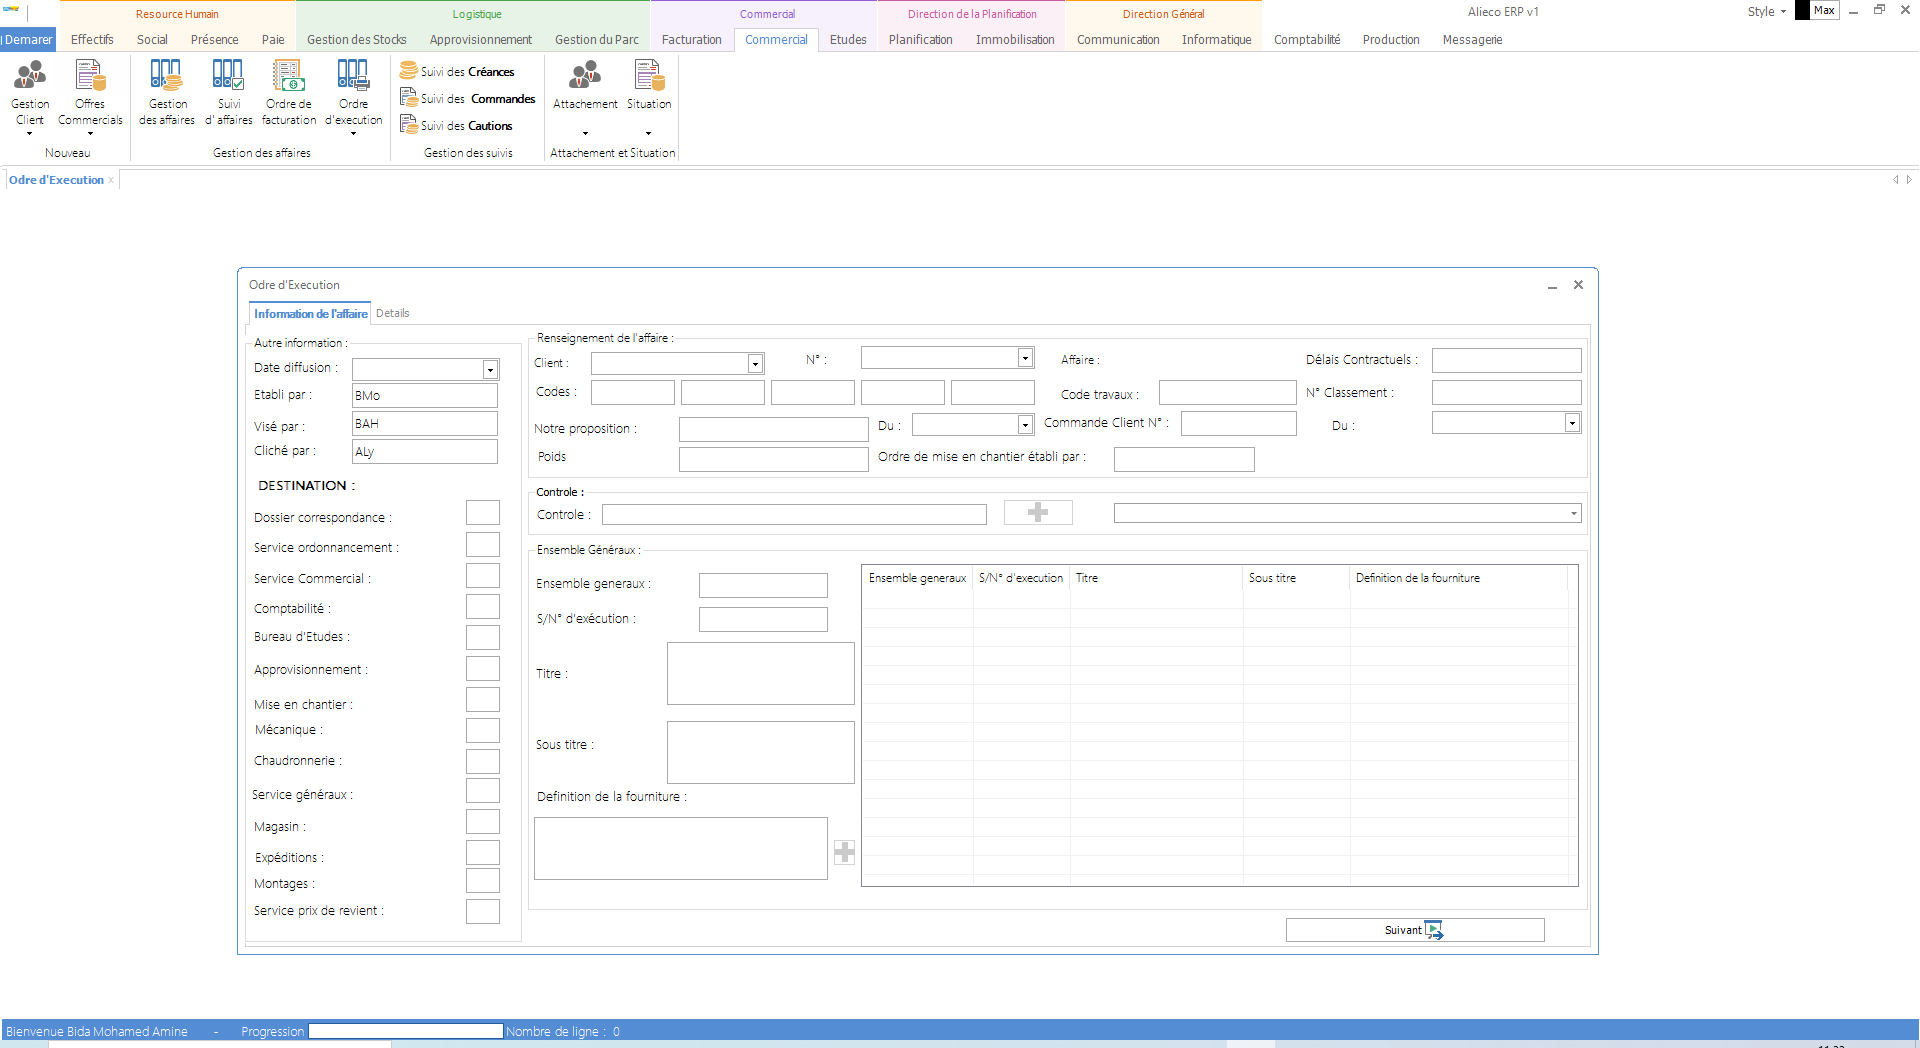 Resource Humain
Logistique
Commercial
Direction de la Planification
Direction Général
Alieco ERP v1
Style
Max
Demarer
Effectifs
Social
Présence
Paie
Gestion des Stocks
Approvisionnement
Gestion du Parc
Facturation
Commercial
Etudes
Planification
Immobilisation
Communication
Informatique
Comptabilité
Production
Messagerie
Gestion
Client
Offres
Commercials
Nouveau
Gestion
des affaires
Suivi
d' affaires
Ordre de
facturation
Ordre
d'execution
Gestion des affaires
Suivi des Créances
Suivi des Commandes
Suivi des Cautions
Gestion des suivis
Attachement
Situation
Attachement et Situation
Odre d'Execution x
Odre d'Execution
Information de l'affaire
Details
Autre information :
Date diffusion :
Etabli par :
BMo
Visé par :
BAH
Cliché par :
ALy
DESTINATION :
Dossier correspondance :
Service ordonnancement :
Service Commercial :
Comptabilité :
Bureau d'Etudes :
Approvisionnement :
Mise en chantier :
Mécanique :
Chaudronnerie :
Service généraux :
Magasin :
Expéditions :
Montages :
Service prix de revient :
Renseignement de l'affaire :
Client :
N° :
Affaire :
Délais Contractuels :
Codes :
Code travaux :
N° Classement :
Notre proposition :
Du :
Commande Client N° :
Du :
Poids
Ordre de mise en chantier établi par :
Controle :
Controle :
Ensemble Généraux :
Ensemble generaux :
S/N° d'exécution :
Titre :
Sous titre :
Definition de la fourniture :
Ensemble generaux
S/N° d'execution
Titre
Sous titre
Definition de la fourniture
Suivant
Bienvenue Bida Mohamed Amine - Progression
Nombre de ligne : 0